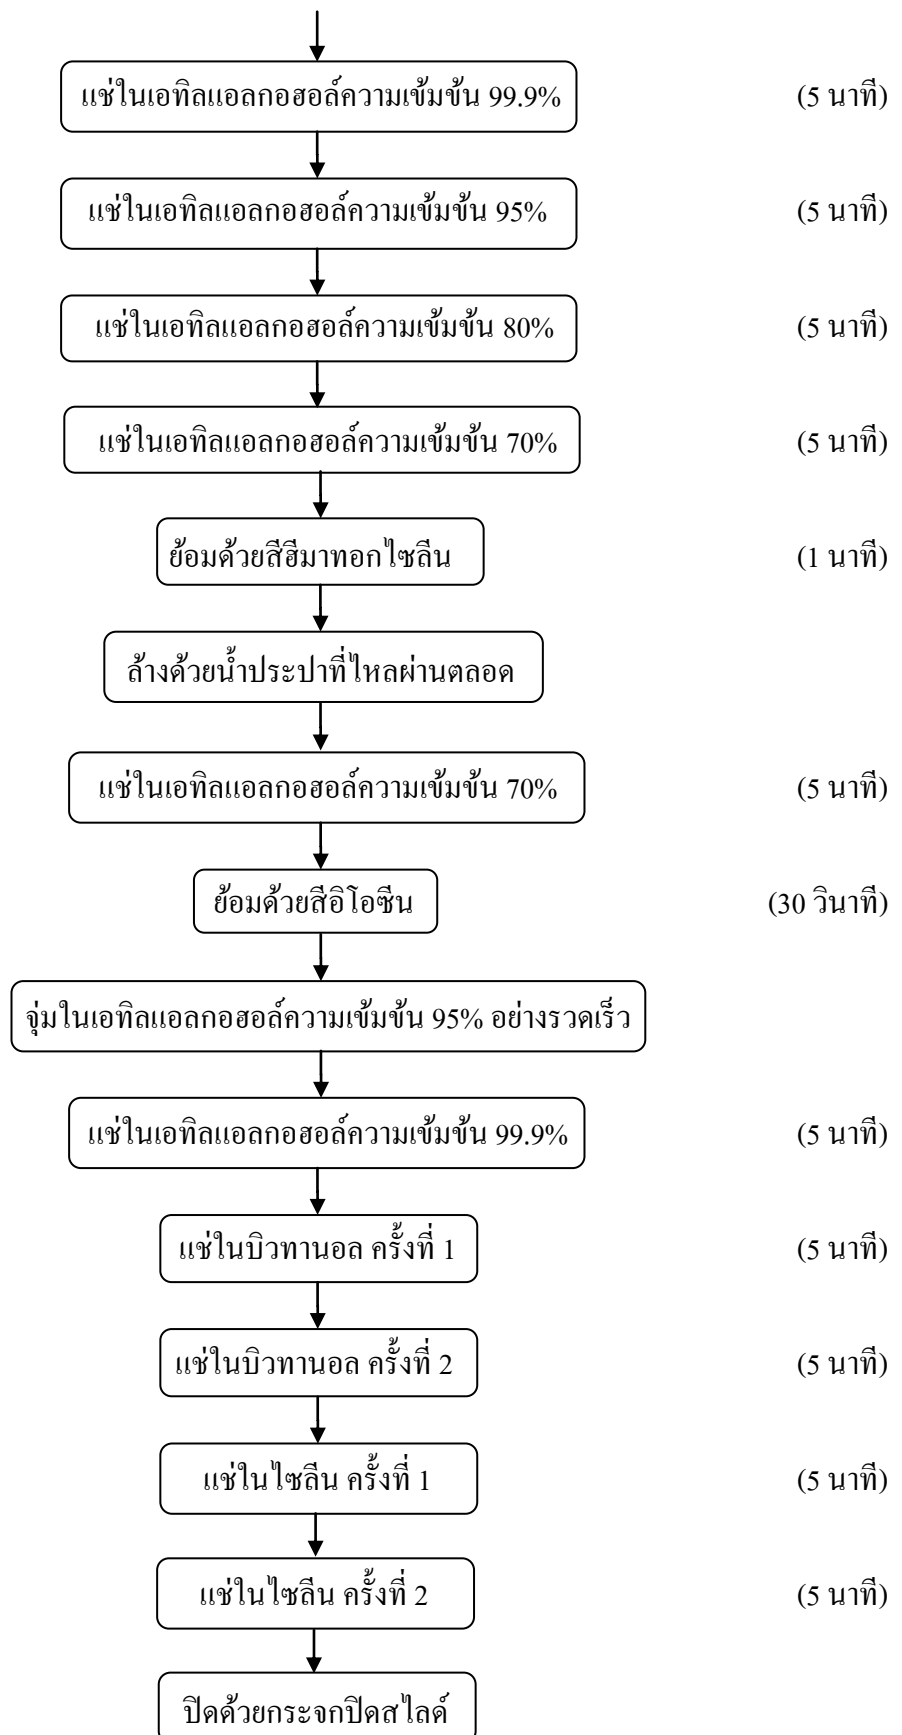 แช่ในเอทิลแอลกอฮอล์ความเข้มข้น 99.9% (5 นาที)
แช่ในเอทิลแอลกอฮอล์ความเข้มข้น 95% (5 นาที)
แช่ในเอทิลแอลกอฮอล์ความเข้มข้น 80% (5 นาที)
แช่ในเอทิลแอลกอฮอล์ความเข้มข้น 70% (5 นาที)
ย้อมด้วยสีฮีมาทอกไซลีน (1 นาที)
ล้างด้วยน้ำประปาที่ไหลผ่านตลอด
แช่ในเอทิลแอลกอฮอล์ความเข้มข้น 70% (5 นาที)
ย้อมด้วยสีอิโอซีน (30 วินาที)
จุ่มในเอทิลแอลกอฮอล์ความเข้มข้น 95% อย่างรวดเร็ว
แช่ในเอทิลแอลกอฮอล์ความเข้มข้น 99.9% (5 นาที)
แช่ในบิวทานอล ครั้งที่ 1 (5 นาที)
แช่ในบิวทานอล ครั้งที่ 2 (5 นาที)
แช่ในไซลีน ครั้งที่ 1 (5 นาที)
แช่ในไซลีน ครั้งที่ 2 (5 นาที)
ปิดด้วยกระจกปิดสไลด์